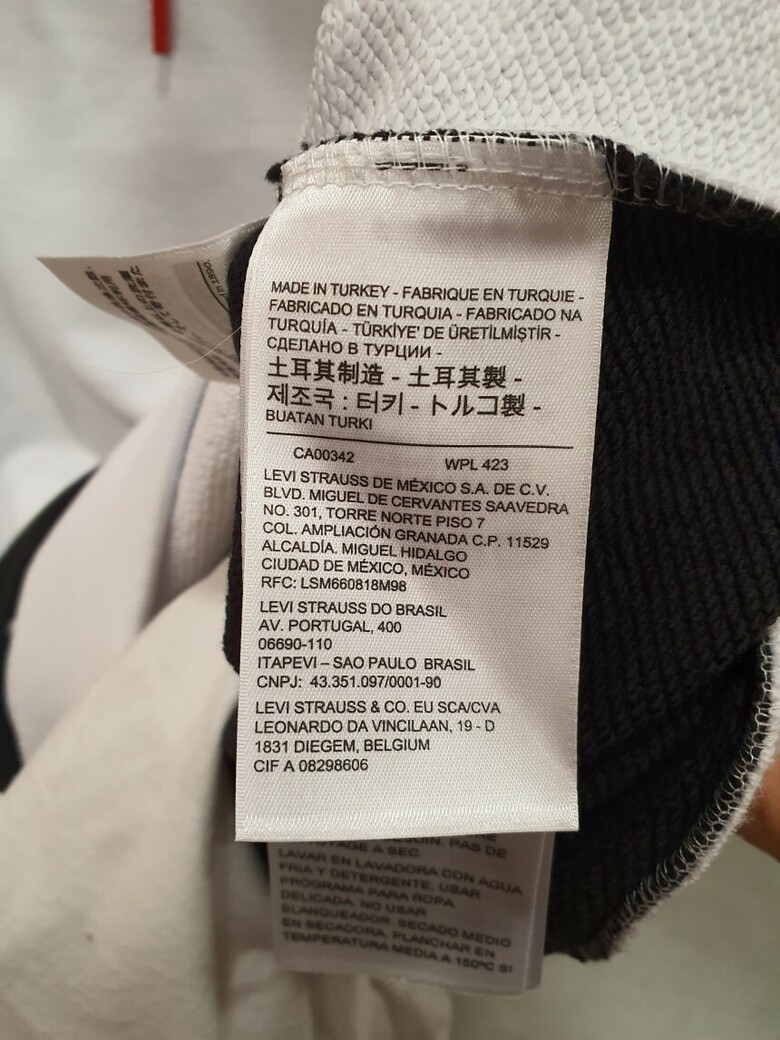 MADE IN TURKEY - FABRIQUE EN TURQUIE -
FABRICADO EN TURQUIA - FABRICADO NA
TURQUÍA - TÜRKİYE' DE ÜRETİLMİŞTİR -
СДЕЛАНО В ТУРЦИИ -
土耳其制造 - 土耳其製 -
제조국 : 터키 - トルコ製 -
BUATAN TURKI
CA00342 WPL 423
LEVI STRAUSS DE MÉXICO S.A. DE C.V.
BLVD. MIGUEL DE CERVANTES SAAVEDRA
NO. 301, TORRE NORTE PISO 7
COL. AMPLIACIÓN GRANADA C.P. 11529
ALCALDÍA. MIGUEL HIDALGO
CIUDAD DE MÉXICO, MÉXICO
RFC: LSM660818M98
LEVI STRAUSS DO BRASIL
AV. PORTUGAL, 400
06690-110
ITAPEVI – SAO PAULO BRASIL
CNPJ: 43.351.097/0001-90
LEVI STRAUSS & CO. EU SCA/CVA
LEONARDO DA VINCILAAN, 19 - D
1831 DIEGEM, BELGIUM
CIF A 08298606
PAS DE
A SEC.
LAVAR EN LAVADORA CON AGUA
FRIA Y DETERGENTE. USAR
PROGRAMA PARA ROPA
DELICADA. NO USAR
BLANQUEADOR. SECADO MEDIO
EN SECADORA. PLANCHAR EN
TEMPERATURA MEDIA A 150ºC SI